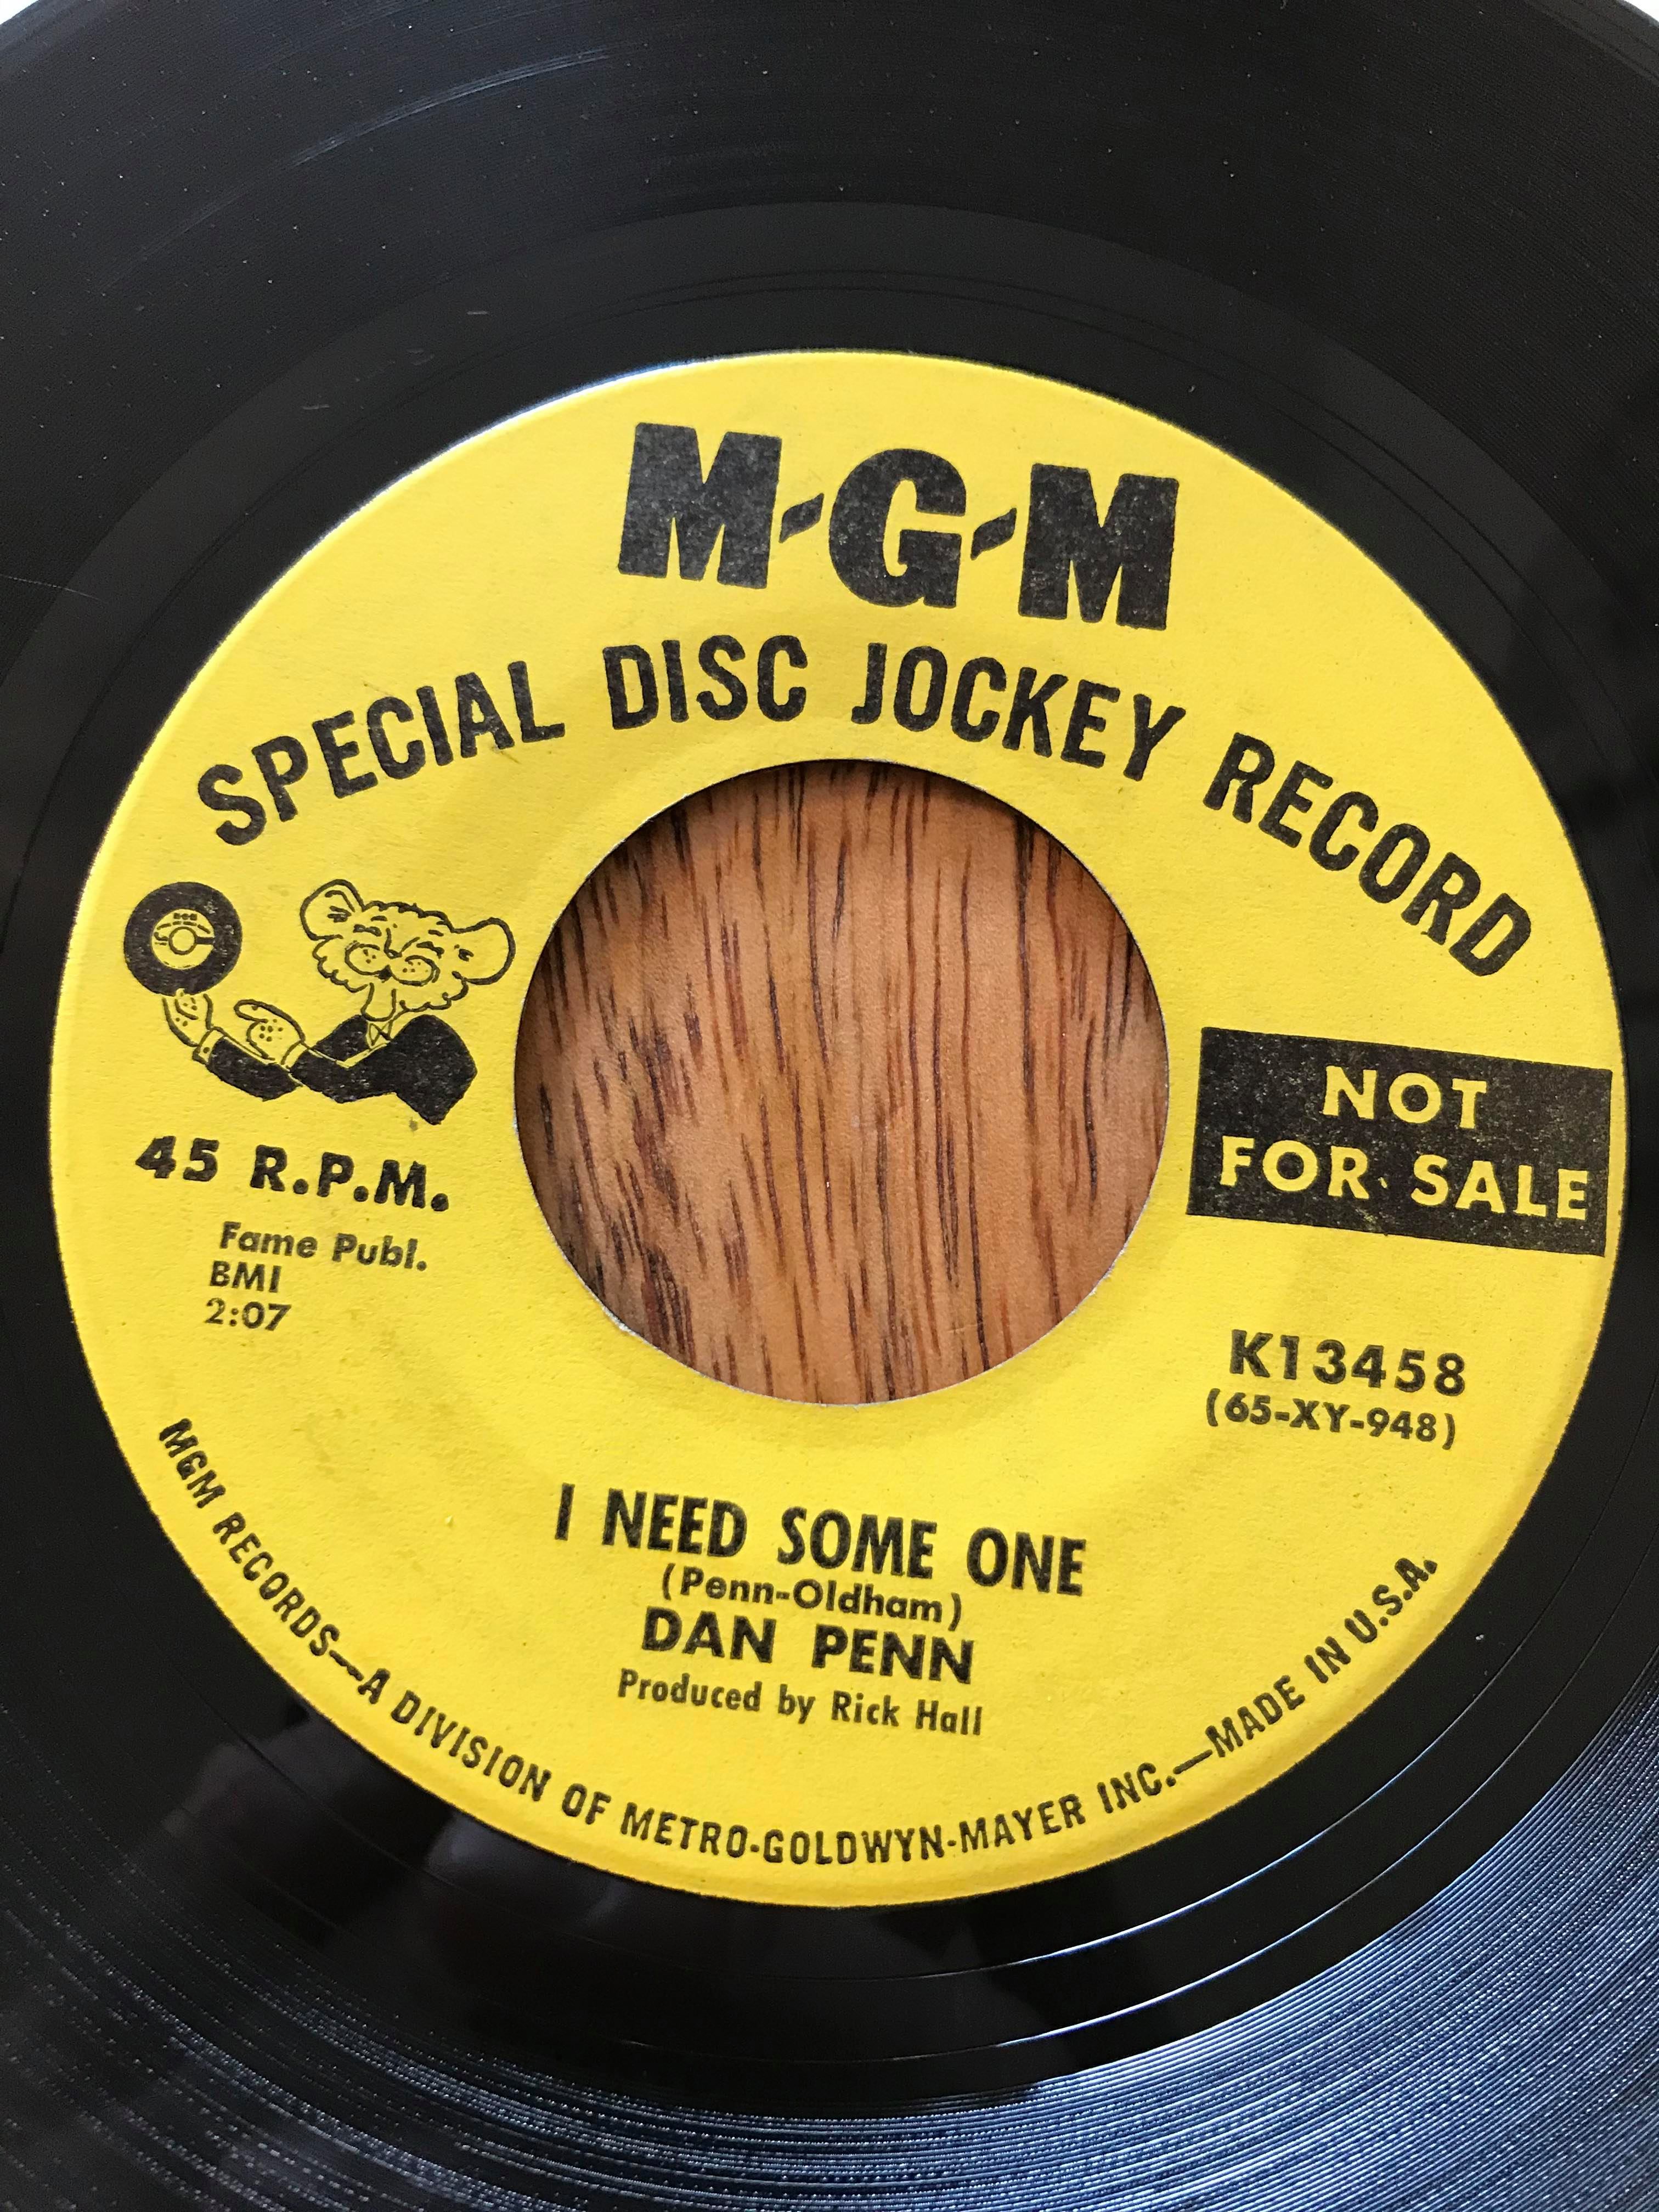 M-G-M
SPECIAL DISC JOCKEY RECORD
NOT
FOR SALE
45 R.P.M.
Fame Publ.
BMI
2:07
K13458
(65-XY-948)
I NEED SOME ONE
(Penn-Oldham)
DAN PENN
Produced by Rick Hall
MGM RECORDS—A DIVISION OF METRO-GOLDWYN-MAYER INC.—MADE IN U.S.A.